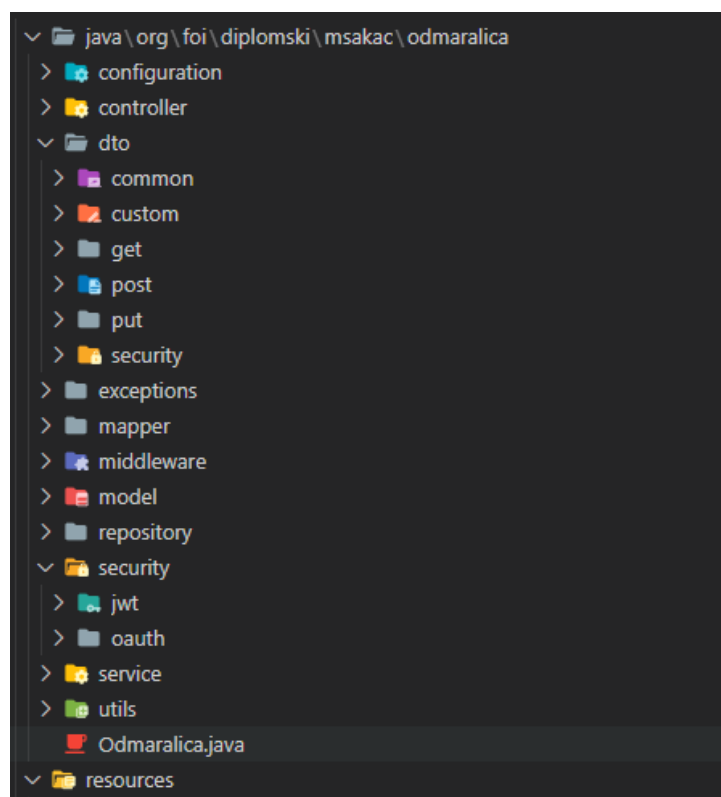 java\org\foi\diplomski\msakac\odmaralica
configuration
controller
dto
common
custom
get
post
put
security
exceptions
mapper
middleware
model
repository
security
jwt
oauth
service
utils
Odmaralica.java
resources